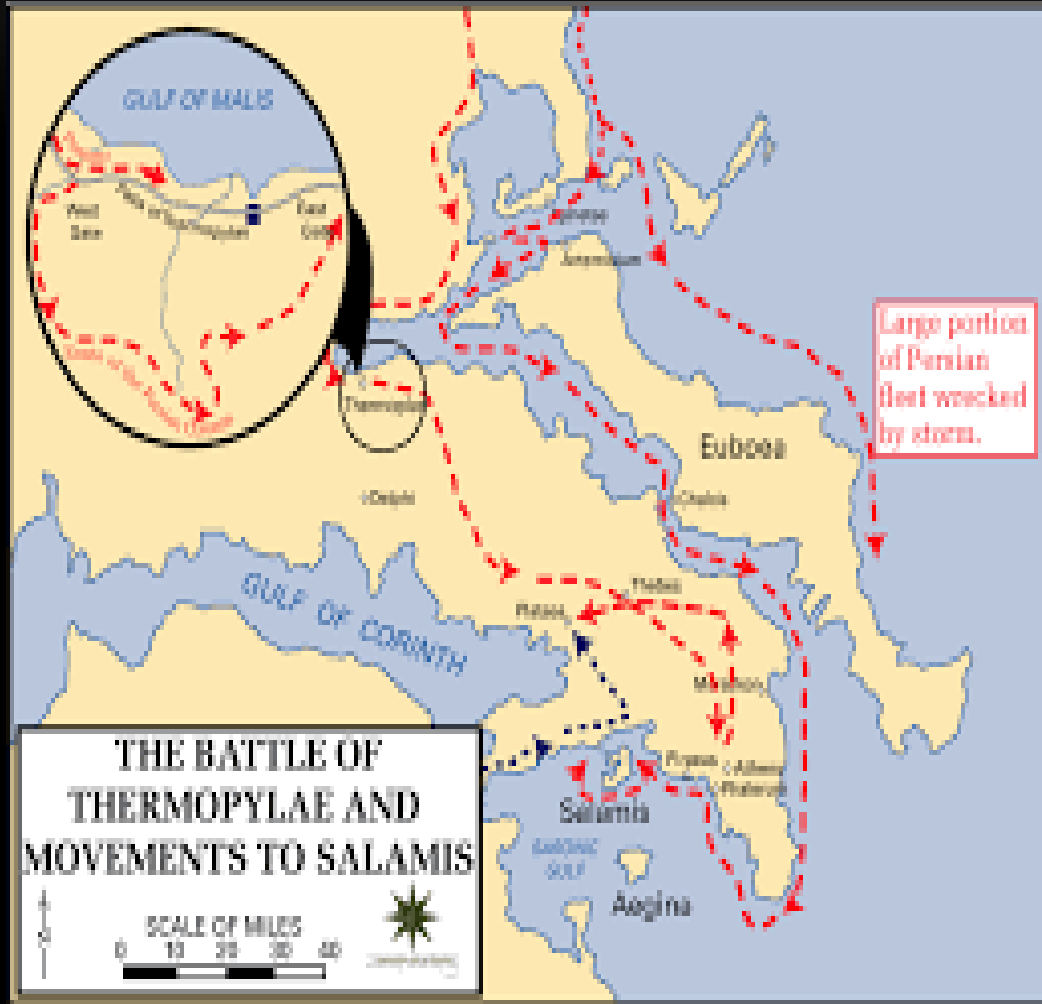 GULF OF MALIS
West
Gate
East
Gate
Artemisium
Large portion
of Persian
fleet wrecked
by storm.
Thermopylae
Euboea
Delphi
Chalcis
GULF OF CORINTH
Thebes
Plataea
Marathon
Piraeus
Athens
Phalerum
Salamis
SARONIC
GULF
Aegina
THE BATTLE OF
THERMOPYLAE AND
MOVEMENTS TO SALAMIS
SCALE OF MILES
0 10 20 30 40